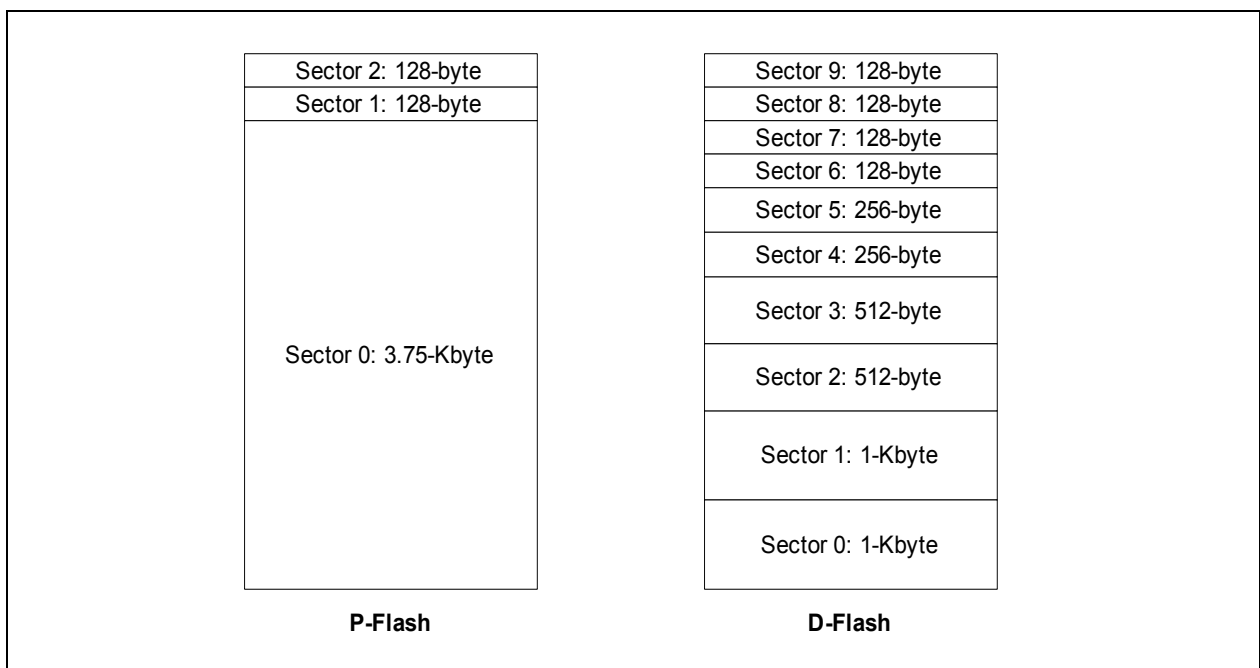 Sector 2: 128-byte
Sector 1: 128-byte
Sector 0: 3.75-Kbyte
P-Flash
Sector 9: 128-byte
Sector 8: 128-byte
Sector 7: 128-byte
Sector 6: 128-byte
Sector 5: 256-byte
Sector 4: 256-byte
Sector 3: 512-byte
Sector 2: 512-byte
Sector 1: 1-Kbyte
Sector 0: 1-Kbyte
D-Flash